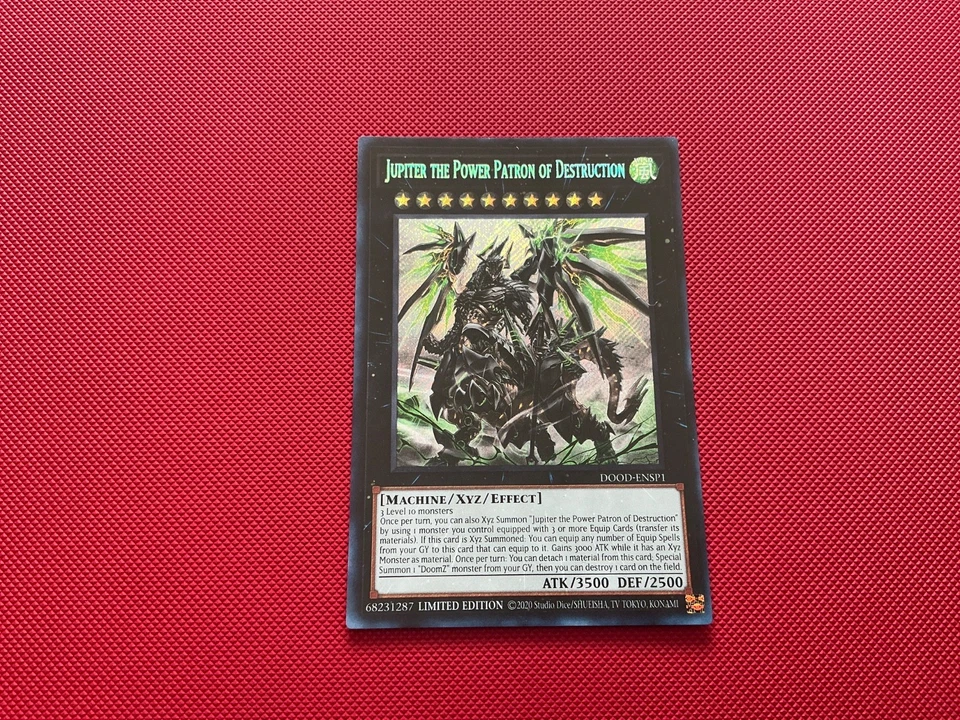 JUPITER THE POWER PATRON OF DESTRUCTION 風
DOOD-ENSP1
[MACHINE/XYZ/EFFECT]
3 Level 10 monsters
Once per turn, you can also Xyz Summon "Jupiter the Power Patron of Destruction"
by using 1 monster you control equipped with 3 or more Equip Cards (transfer its
materials). If this card is Xyz Summoned: You can equip any number of Equip Spells
from your GY to this card that can equip to it. Gains 3000 ATK while it has an Xyz
Monster as material. Once per turn: You can detach 1 material from this card; Special
Summon 1 "DoomZ" monster from your GY, then you can destroy 1 card on the field.
ATK/3500 DEF/2500
68231287 LIMITED EDITION ©2020 Studio Dice/SHUEISHA, TV TOKYO, KONAMI